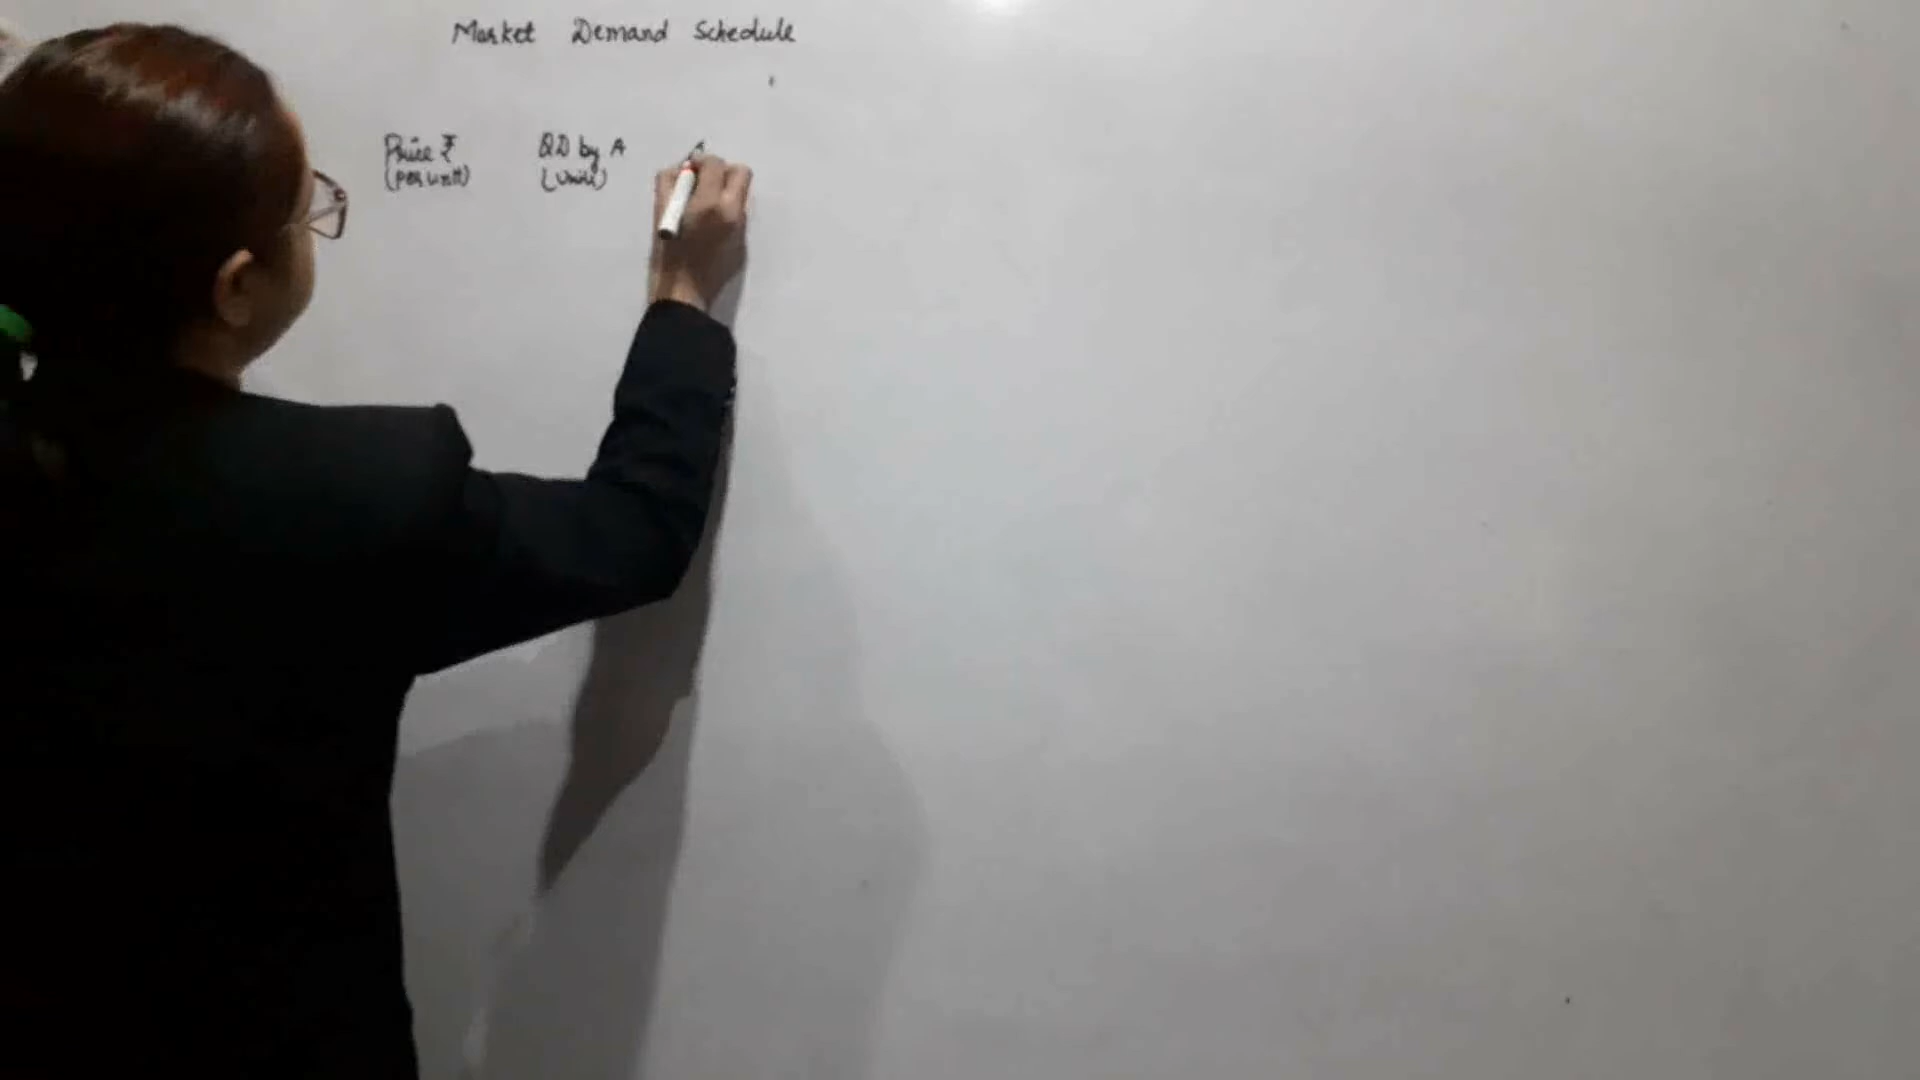 Market Demand Schedule
Price ₹ QD by A
(per unit) (Units)